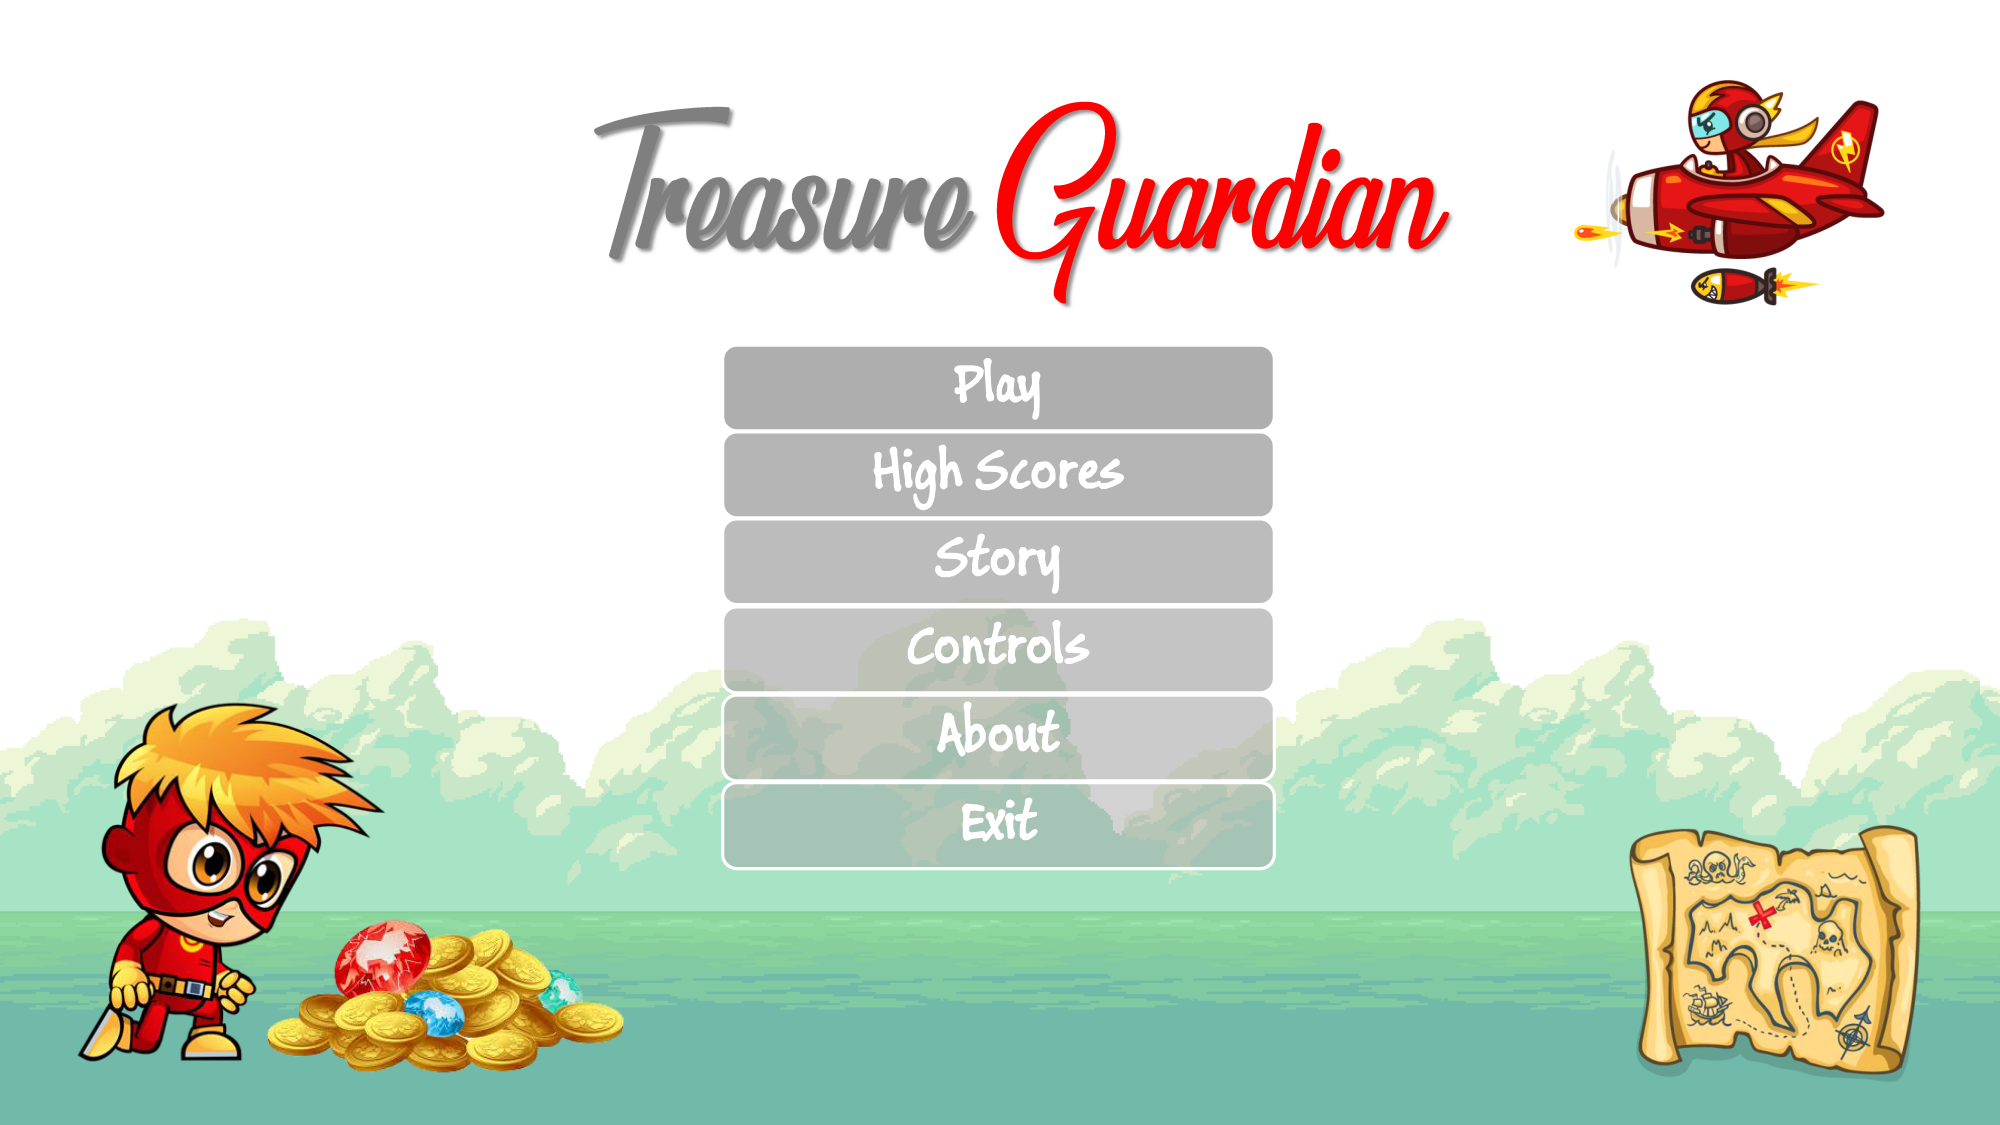 Treasure Guardian
Play
High Scores
Story
Controls
About
Exit